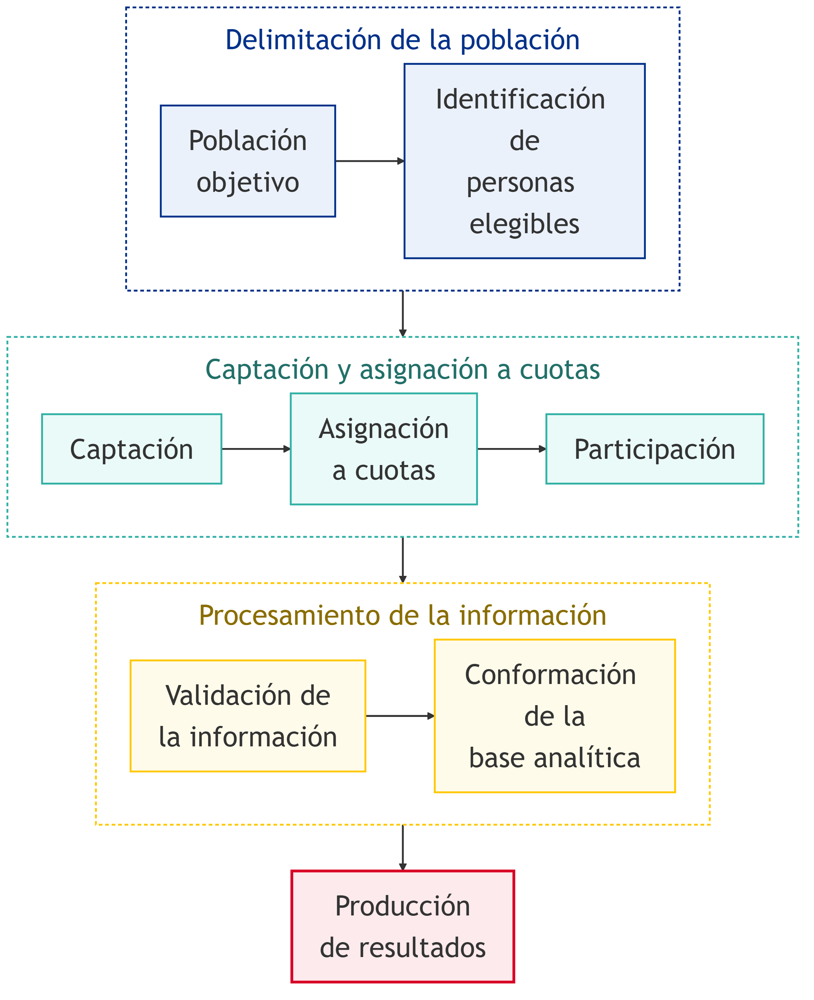 Delimitación de la población
Población
objetivo
Identificación
de
personas
elegibles
Captación y asignación a cuotas
Captación
Asignación
a cuotas
Participación
Procesamiento de la información
Validación de
la información
Conformación
de la
base analítica
Producción
de resultados